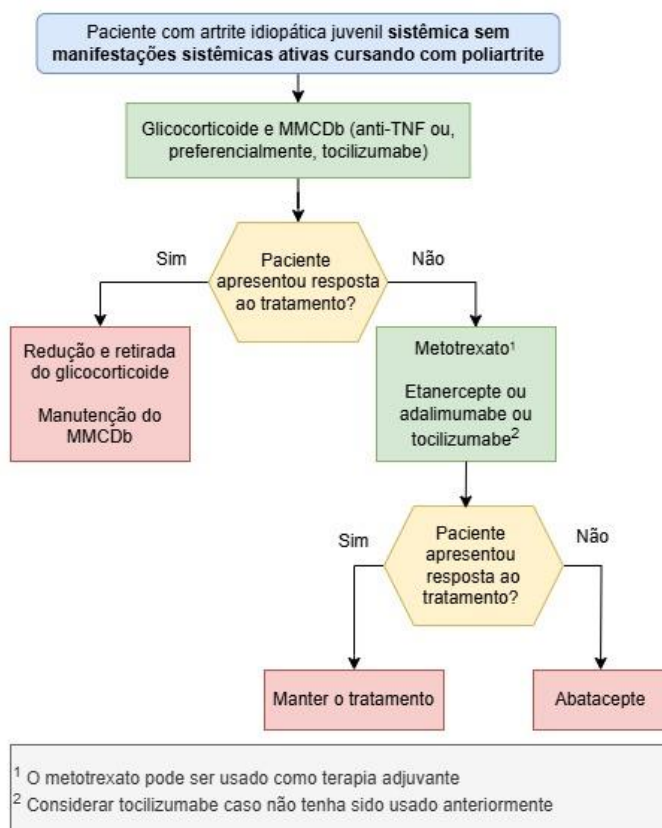 Paciente com artrite idiopática juvenil sistêmica sem
manifestações sistêmicas ativas cursando com poliartrite
Glicocorticoide e MMCDb (anti-TNF ou,
preferencialmente, tocilizumabe)
Sim
Paciente
apresentou resposta
ao tratamento?
Não
Redução e retirada
do glicocorticoide
Manutenção do
MMCDb
Metotrexato¹
Etanercepte ou
adalimumabe ou
tocilizumabe²
Sim
Paciente
apresentou
resposta ao
tratamento?
Não
Manter o tratamento
Abatacepte
¹ O metotrexato pode ser usado como terapia adjuvante
² Considerar tocilizumabe caso não tenha sido usado anteriormente